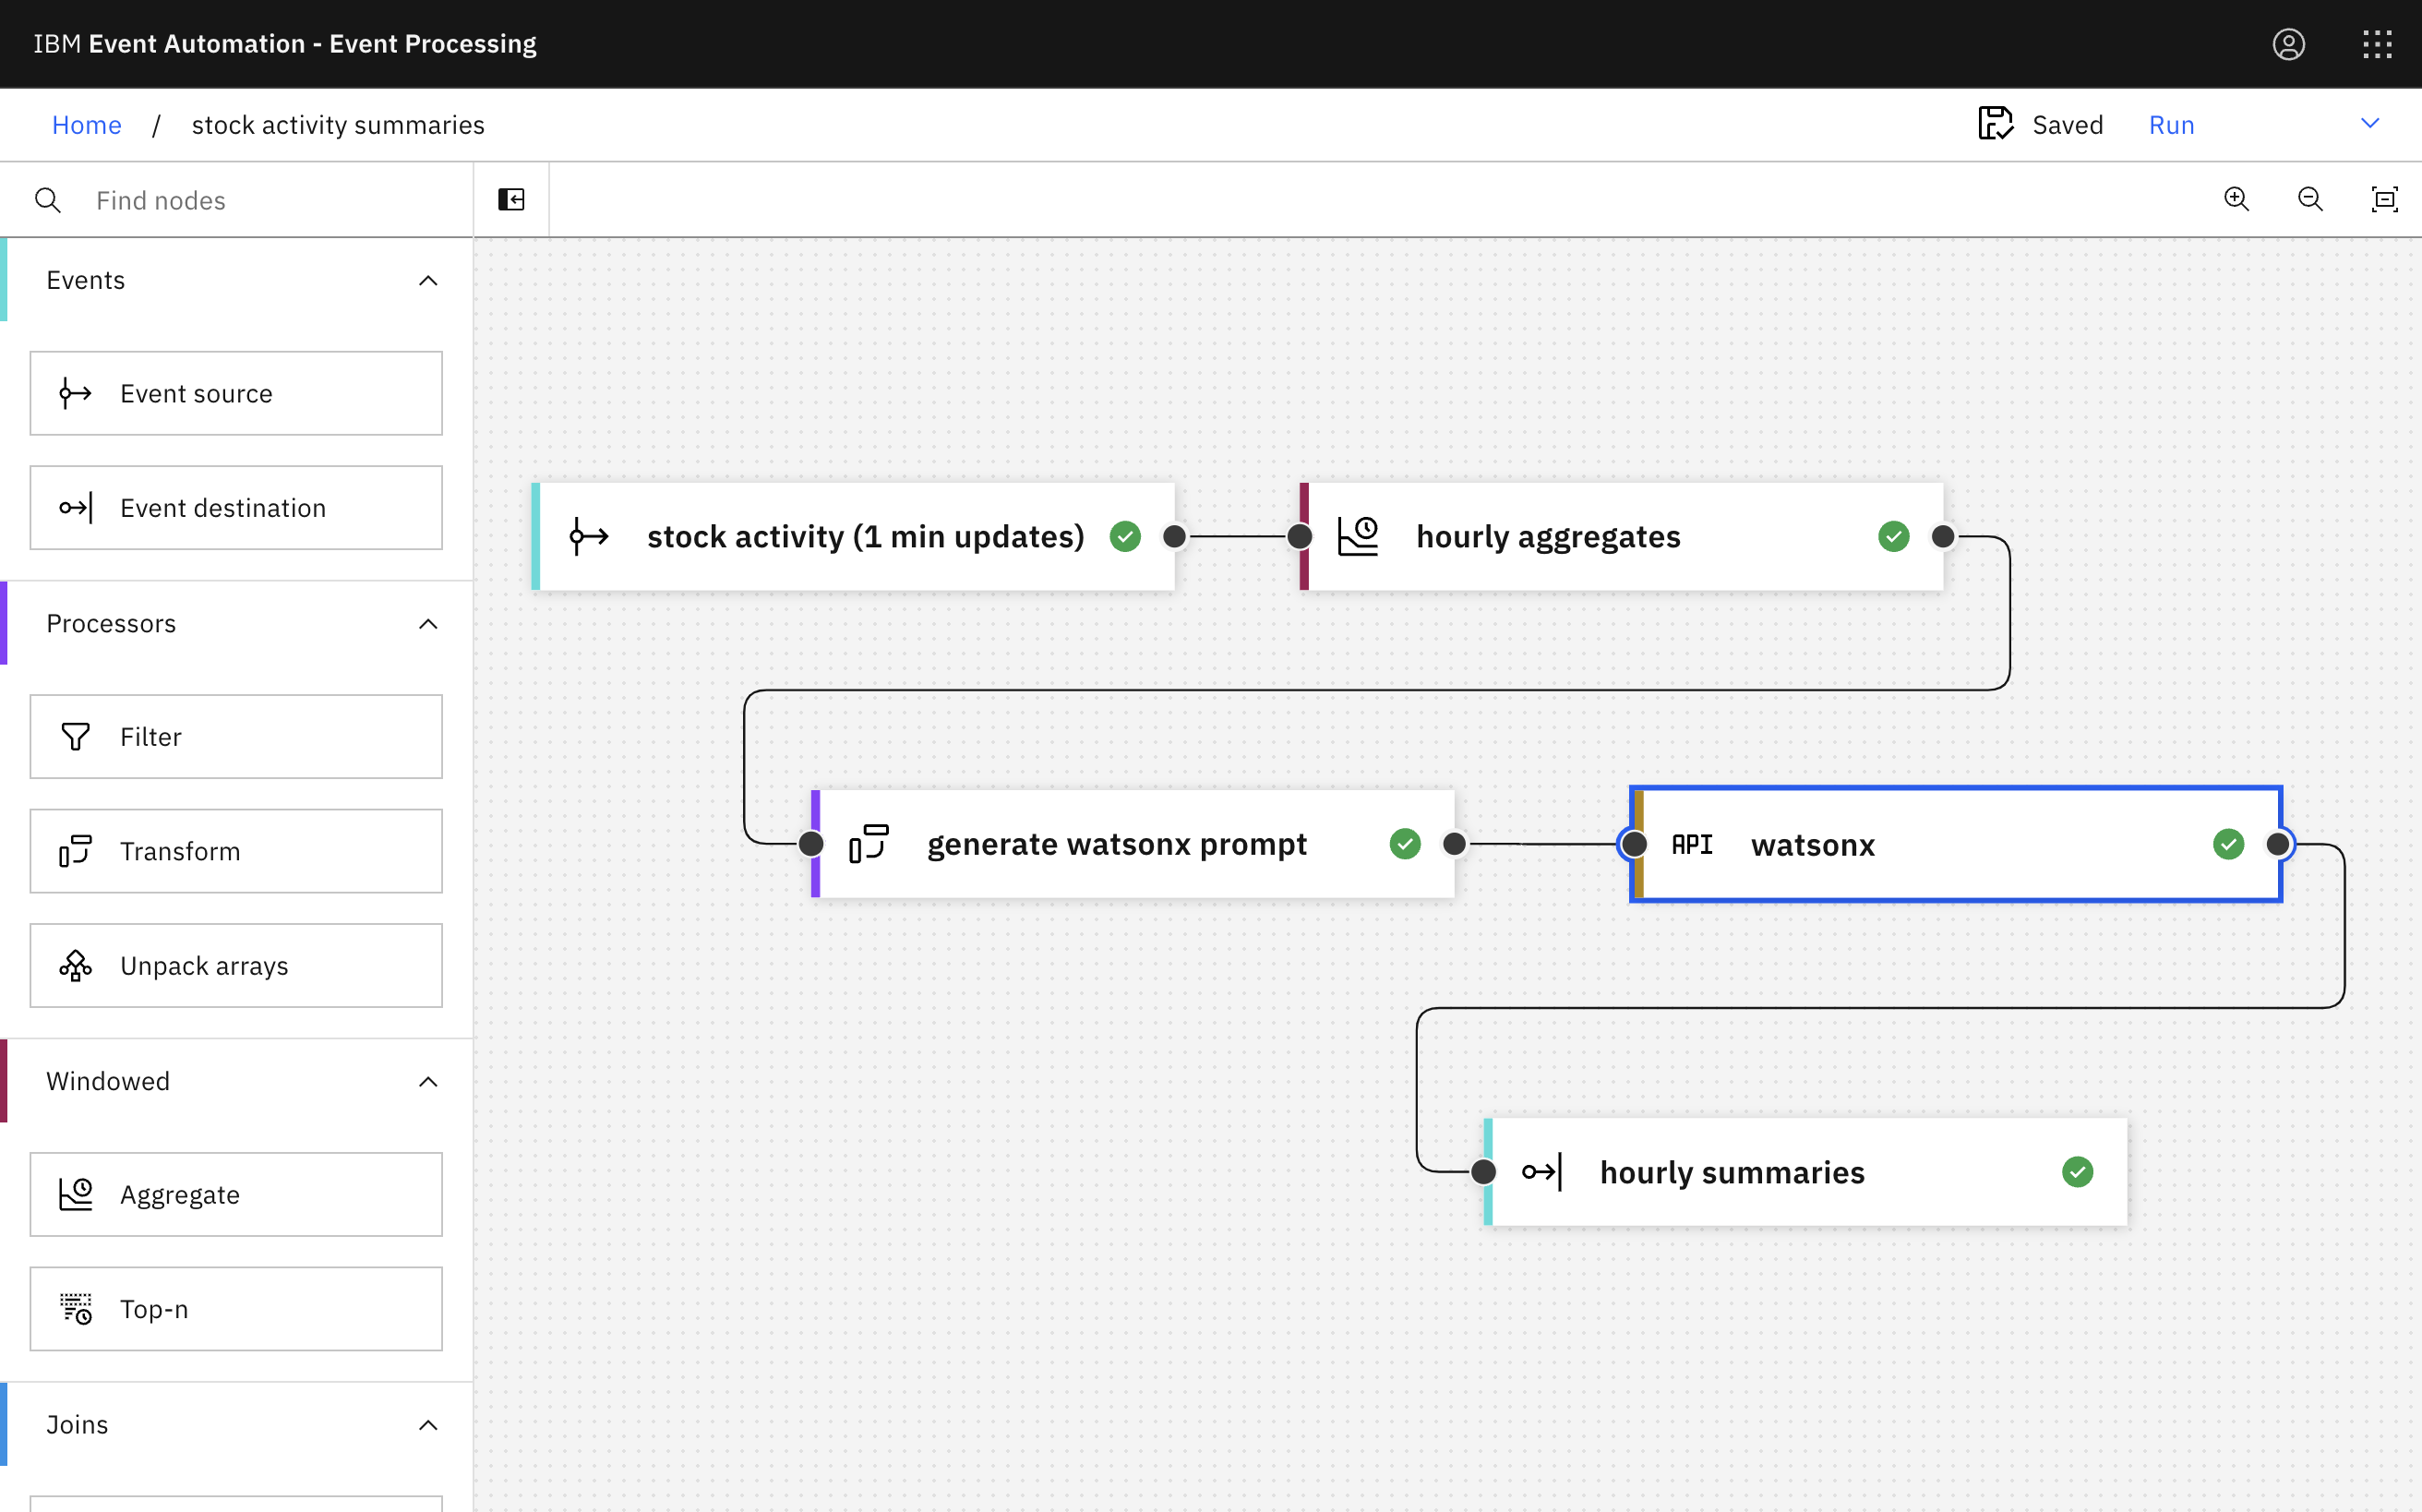 IBM Event Automation - Event Processing
Home / stock activity summaries
Saved
Run
Find nodes
Events
Event source
Event destination
Processors
Filter
Transform
Unpack arrays
Windowed
Aggregate
Top-n
Joins
stock activity (1 min updates)
hourly aggregates
generate watsonx prompt
API
watsonx
hourly summaries